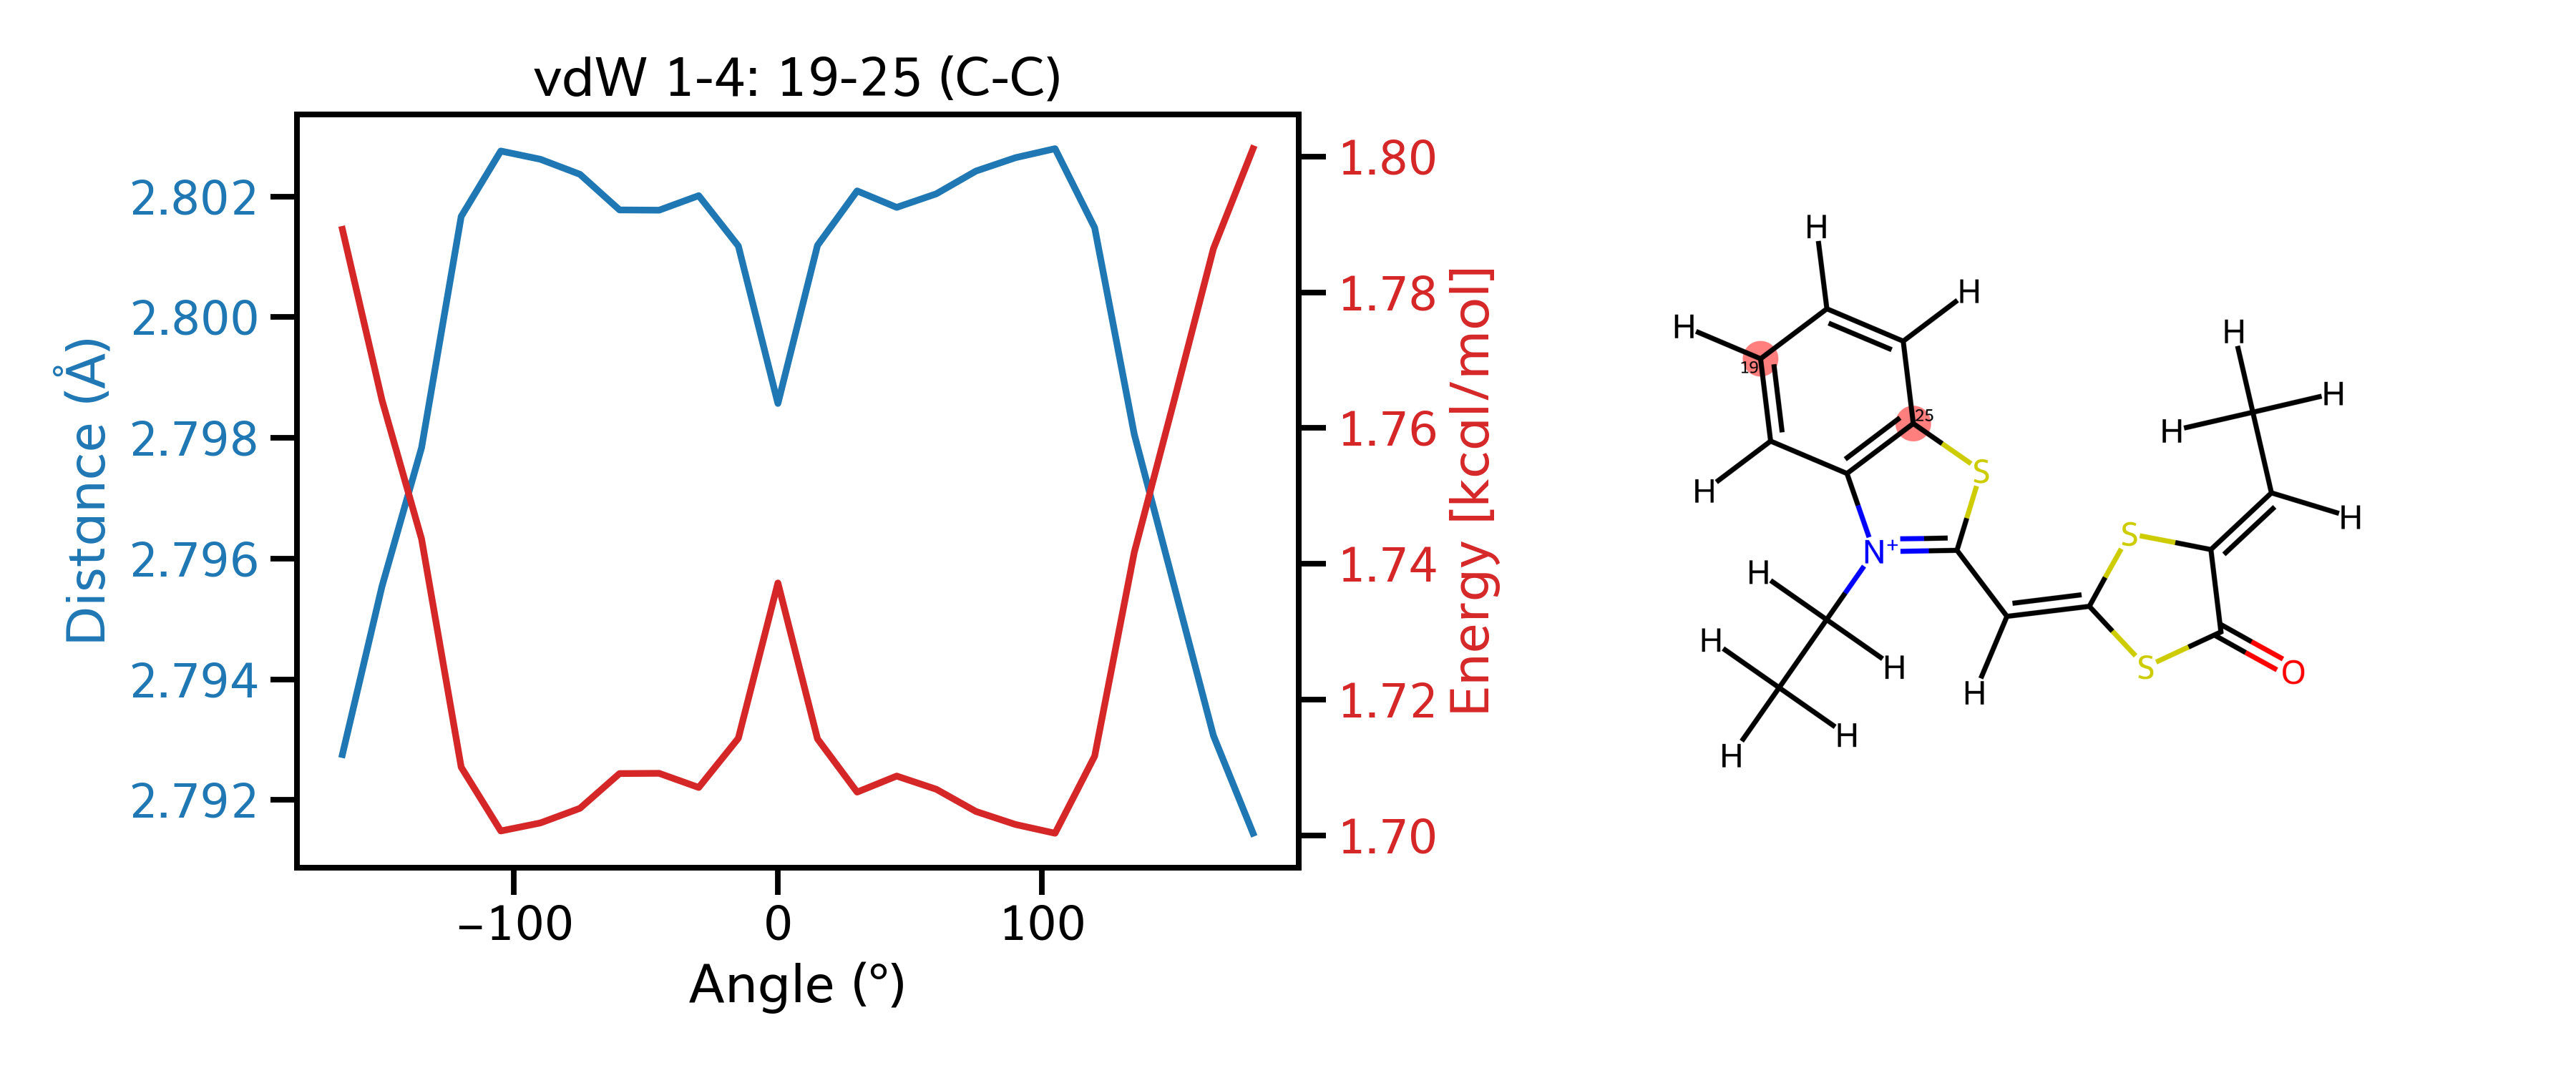 vdW 1-4: 19-25 (C-C)
Distance (Å)
2.802
2.800
2.798
2.796
2.794
2.792
1.80
1.78
1.76
1.74
1.72
1.70
Energy [kcal/mol]
−100 0 100
Angle (°)
H
H
H
19
25
H
S
N+
H
H
H
H
H
H
S
S
O
H
H
H
H
H